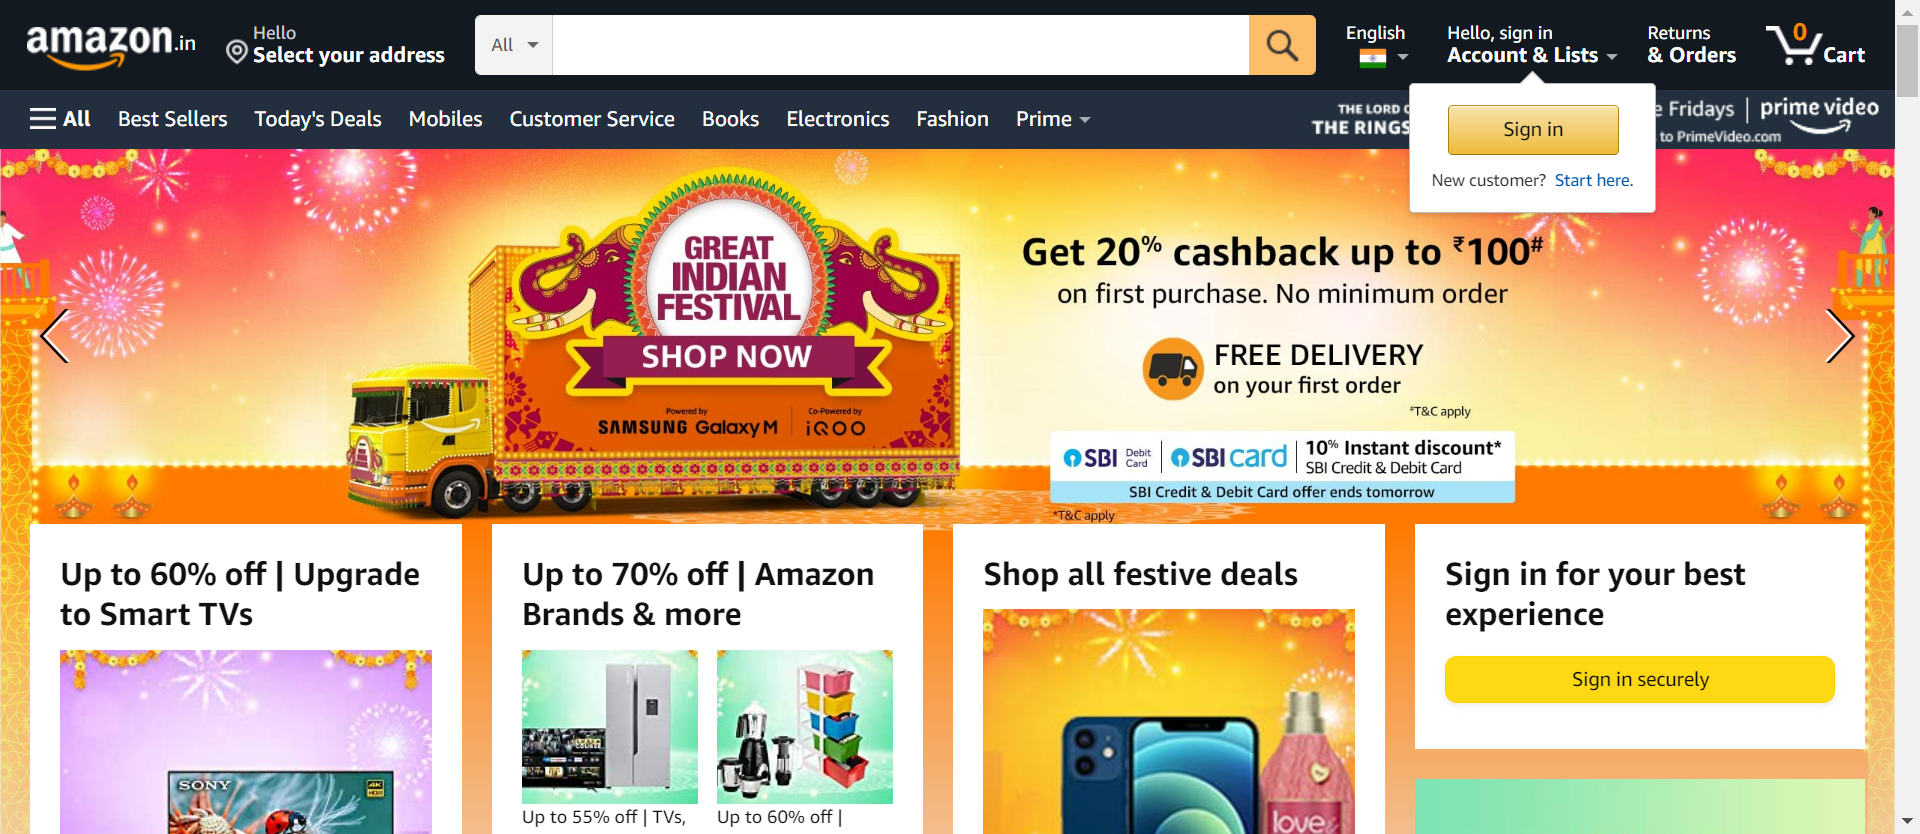 amazon.in
Hello
Select your address
All
English
Hello, sign in
Account & Lists
Returns
& Orders
0
Cart
All
Best Sellers
Today's Deals
Mobiles
Customer Service
Books
Electronics
Fashion
Prime
THE LORD
THE RINGS
Fridays | prime video
to PrimeVideo.com
Sign in
New customer? Start here.
GREAT
INDIAN
FESTIVAL
SHOP NOW
Powered by
SAMSUNG Galaxy M
Co-Powered by
iQOO
Get 20% cashback up to ₹100#
on first purchase. No minimum order
FREE DELIVERY
on your first order
#T&C apply
SBI Debit Card
SBI card
10% Instant discount*
SBI Credit & Debit Card
SBI Credit & Debit Card offer ends tomorrow
*T&C apply
Up to 60% off | Upgrade
to Smart TVs
SONY
4K
HDR
Up to 70% off | Amazon
Brands & more
Up to 55% off | TVs,
Up to 60% off |
Shop all festive deals
love
Sign in for your best
experience
Sign in securely